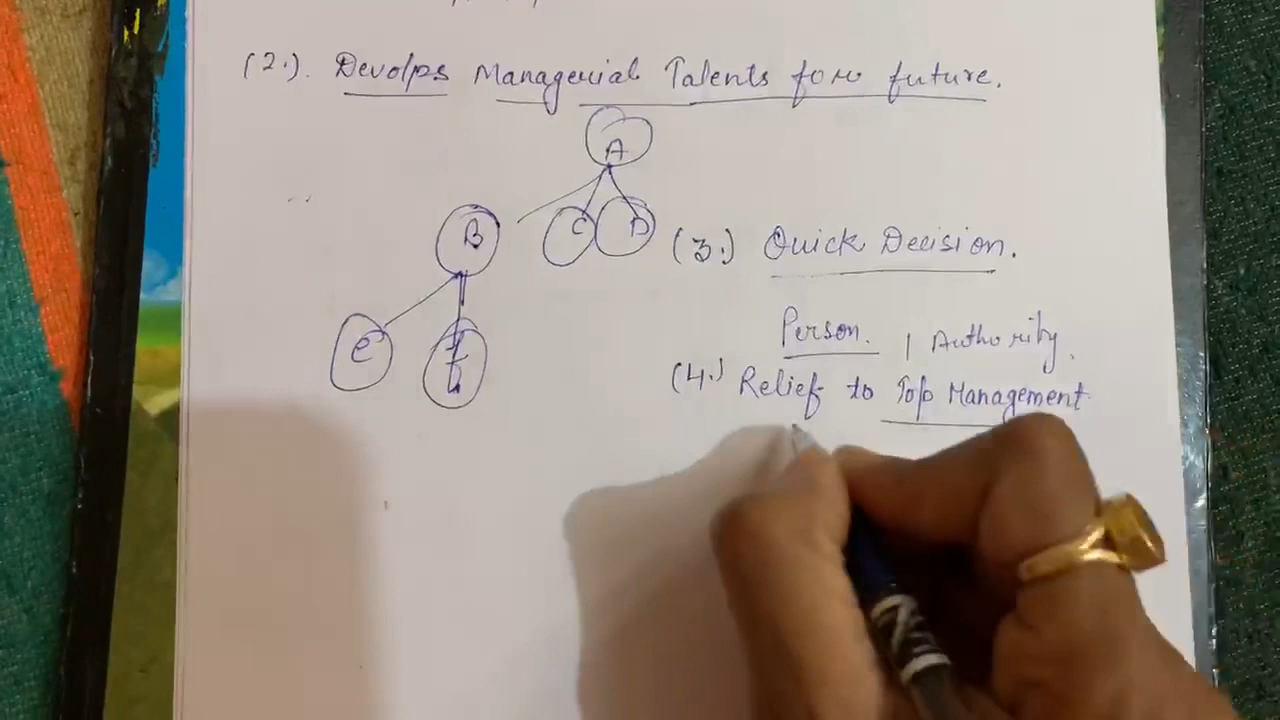 (2.). Devolps Managerial Talents for future.
A
B C D
(3.) Quick Decision.
e f
Person. | Authority.
(4.) Relief to Top Management